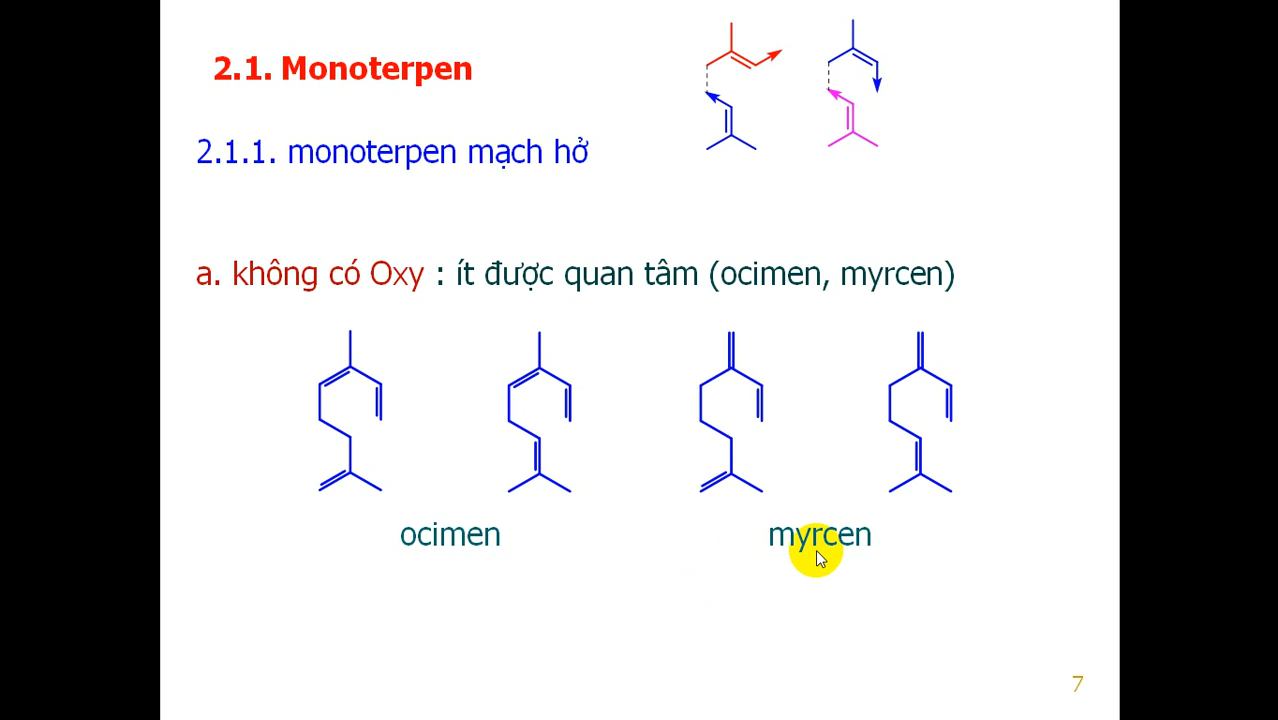 2.1. Monoterpen
2.1.1. monoterpen mạch hở
a. không có Oxy : ít được quan tâm (ocimen, myrcen)
ocimen
myrcen
7